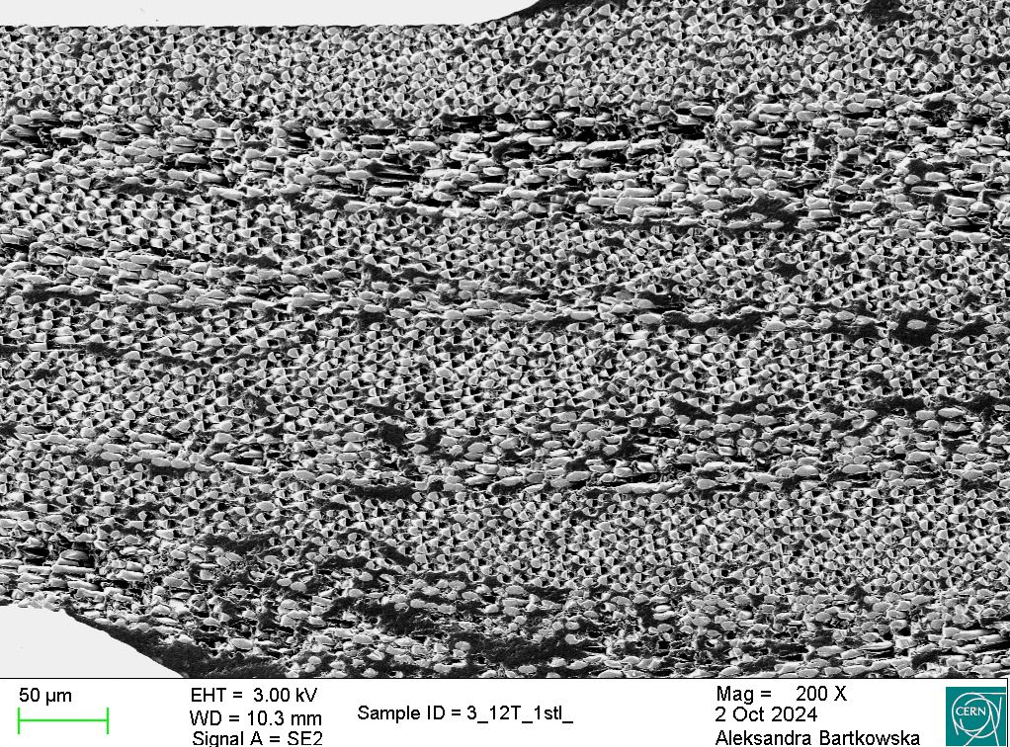 50 µm
EHT = 3.00 kV
WD = 10.3 mm
Signal A = SE2
Sample ID = 3_12T_1stl_
Mag = 200 X
2 Oct 2024
Aleksandra Bartkowska
CERN